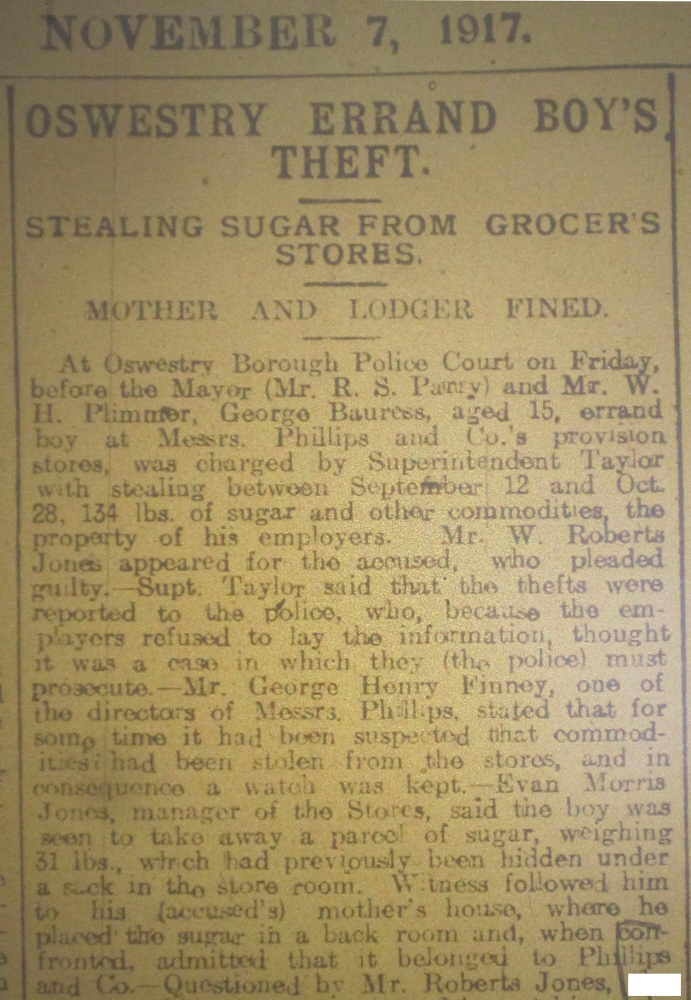 NOVEMBER 7, 1917.
OSWESTRY ERRAND BOY'S
THEFT.
STEALING SUGAR FROM GROCER'S
STORES.
MOTHER AND LODGER FINED.
At Oswestry Borough Police Court on Friday,
before the Mayor (Mr. R. S. Parry) and Mr. W.
H. Plimmer, George Bauress, aged 15, errand
boy at Messrs. Phillips and Co.'s provision
stores, was charged by Superintendent Taylor
with stealing between September 12 and Oct.
28, 134 lbs. of sugar and other commodities, the
property of his employers. Mr. W. Roberts
Jones appeared for the accused, who pleaded
guilty.—Supt. Taylor said that the thefts were
reported to the police, who, because the em-
players refused to lay the information, thought
it was a case in which they (the police) must
prosecute.—Mr. George Henry Finney, one of
the directors of Messrs. Phillips, stated that for
some time it had been suspected that commod-
ities had been stolen from the stores, and in
consequence a watch was kept.—Evan Morris
Jones, manager of the Stores, said the boy was
seen to take away a parcel of sugar, weighing
31 lbs., which had previously been hidden under
a sack in the store room. Witness followed him
to his (accused's) mother's house, where he
placed the sugar in a back room and, when con-
fronted, admitted that it belonged to Phillips
and Co.—Questioned by Mr. Roberts Jones,